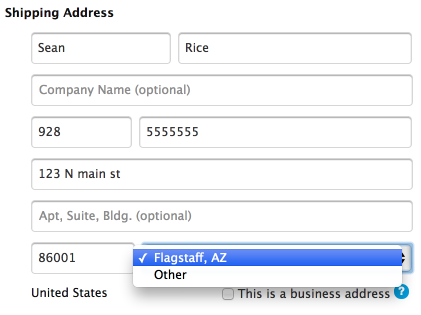 Shipping Address
Sean Rice
Company Name (optional)
928 5555555
123 N main st
Apt, Suite, Bldg. (optional)
86001 ✓ Flagstaff, AZ
Other
United States This is a business address ?